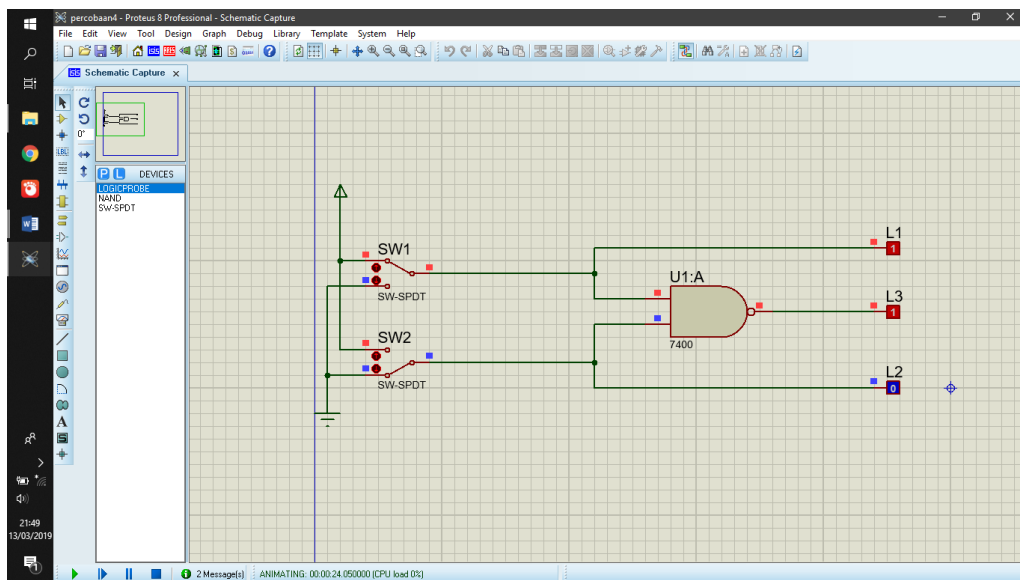 percobaan4 - Proteus 8 Professional - Schematic Capture
File Edit View Tool Design Graph Debug Library Template System Help
Schematic Capture x
0°
P L DEVICES
LOGICPROBE
NAND
SW-SPDT
SW1
SW-SPDT
SW2
SW-SPDT
U1:A
7400
L1
1
L3
1
L2
0
21:49
13/03/2019
2 Message(s) ANIMATING: 00:00:24.050000 (CPU load 0%)